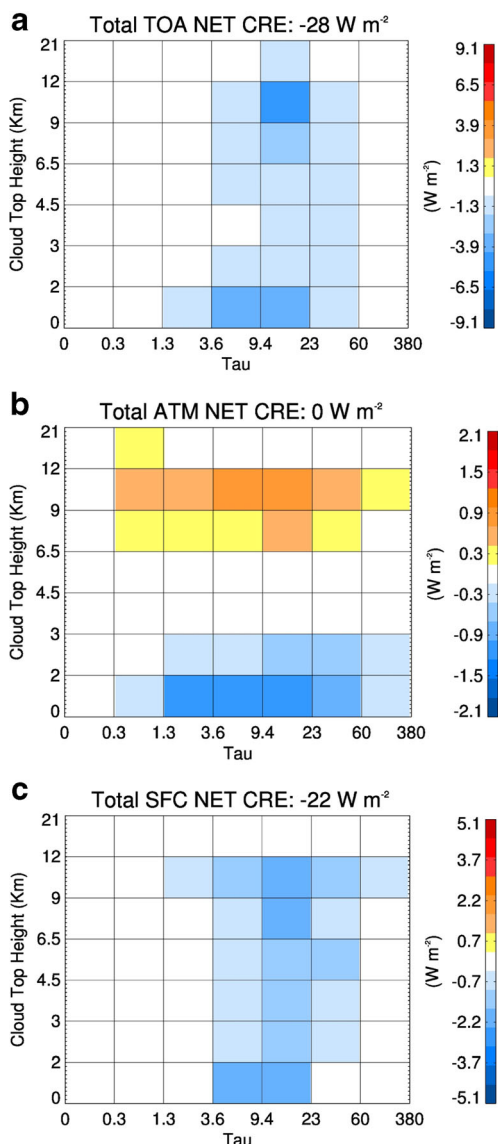 a
Total TOA NET CRE: -28 W m⁻²
Cloud Top Height (Km)
21
12
9
6.5
4.5
3
2
0
0 0.3 1.3 3.6 9.4 23 60 380
Tau
9.1
6.5
3.9
1.3
-1.3
-3.9
-6.5
-9.1
(W m⁻²)
b
Total ATM NET CRE: 0 W m⁻²
Cloud Top Height (Km)
21
12
9
6.5
4.5
3
2
0
0 0.3 1.3 3.6 9.4 23 60 380
Tau
2.1
1.5
0.9
0.3
-0.3
-0.9
-1.5
-2.1
(W m⁻²)
c
Total SFC NET CRE: -22 W m⁻²
Cloud Top Height (Km)
21
12
9
6.5
4.5
3
2
0
0 0.3 1.3 3.6 9.4 23 60 380
Tau
5.1
3.7
2.2
0.7
-0.7
-2.2
-3.7
-5.1
(W m⁻²)